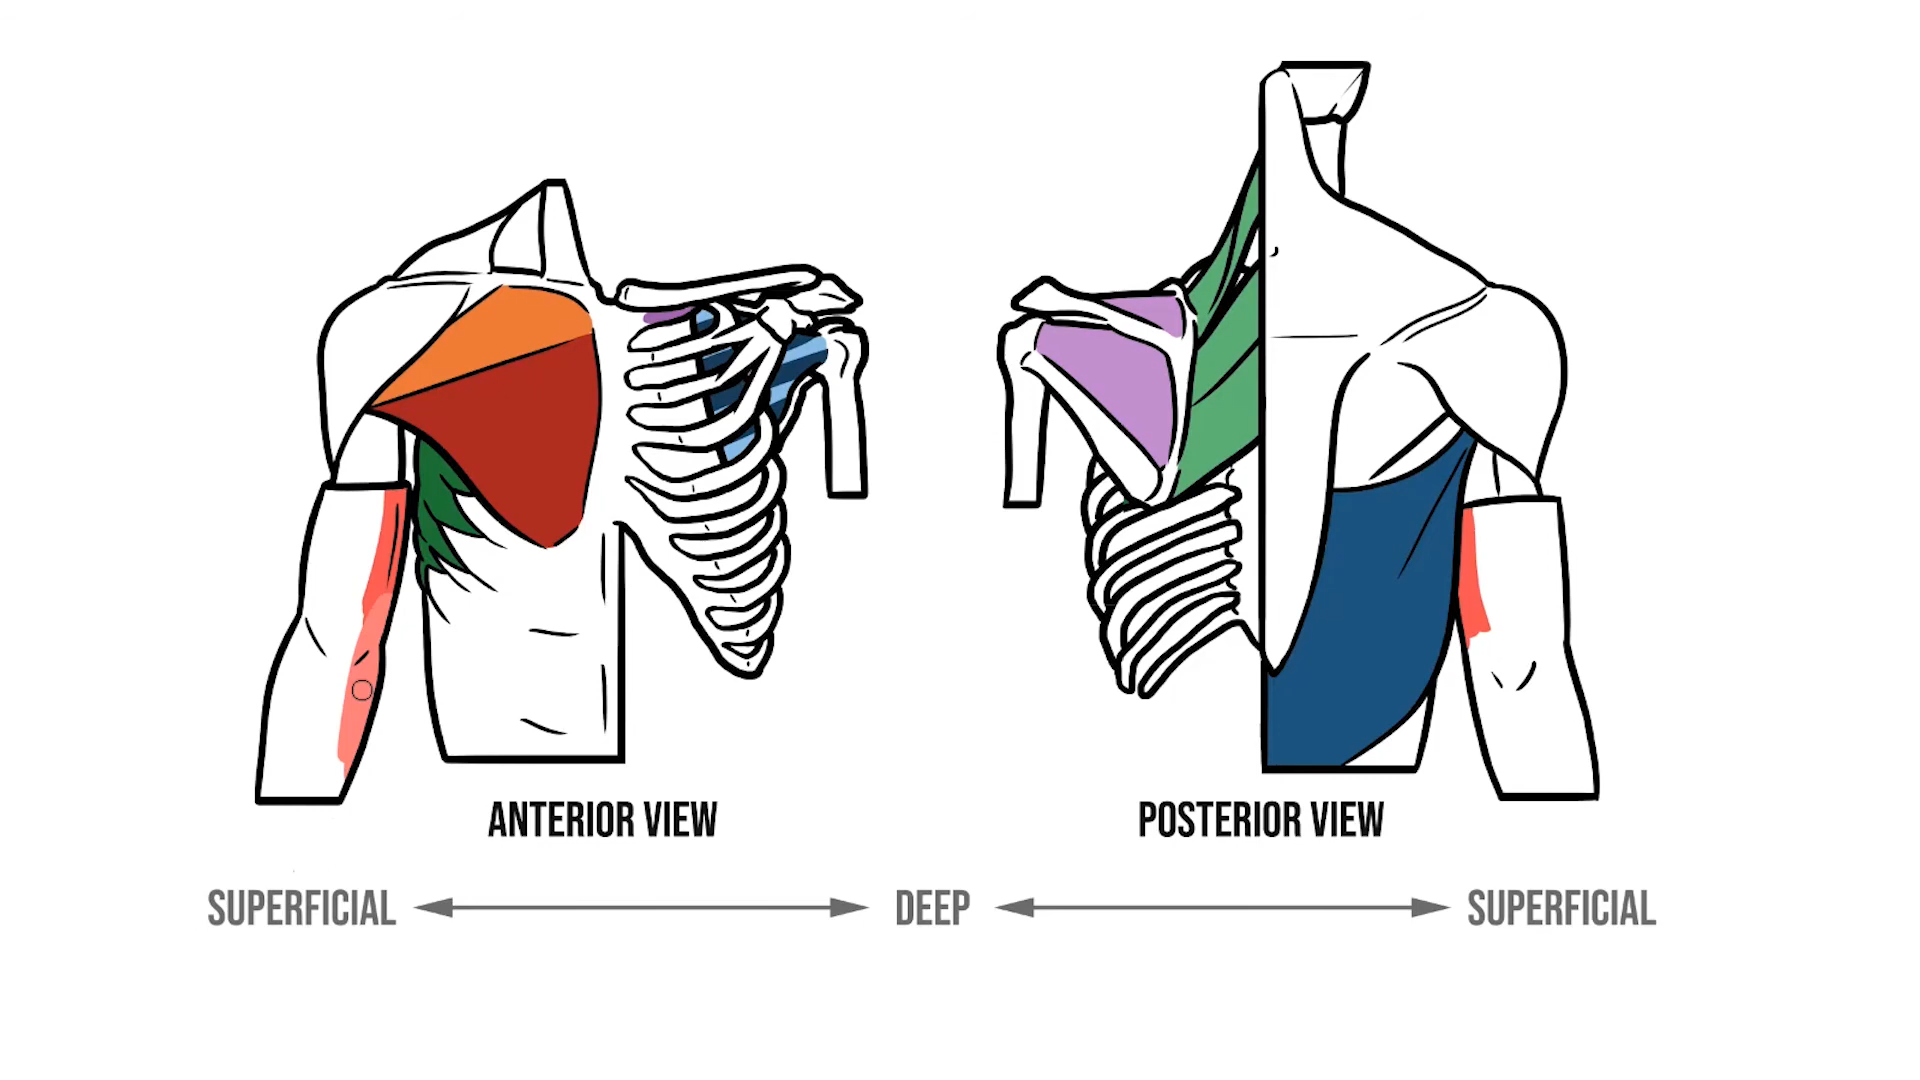 ANTERIOR VIEW
POSTERIOR VIEW
SUPERFICIAL
DEEP
SUPERFICIAL